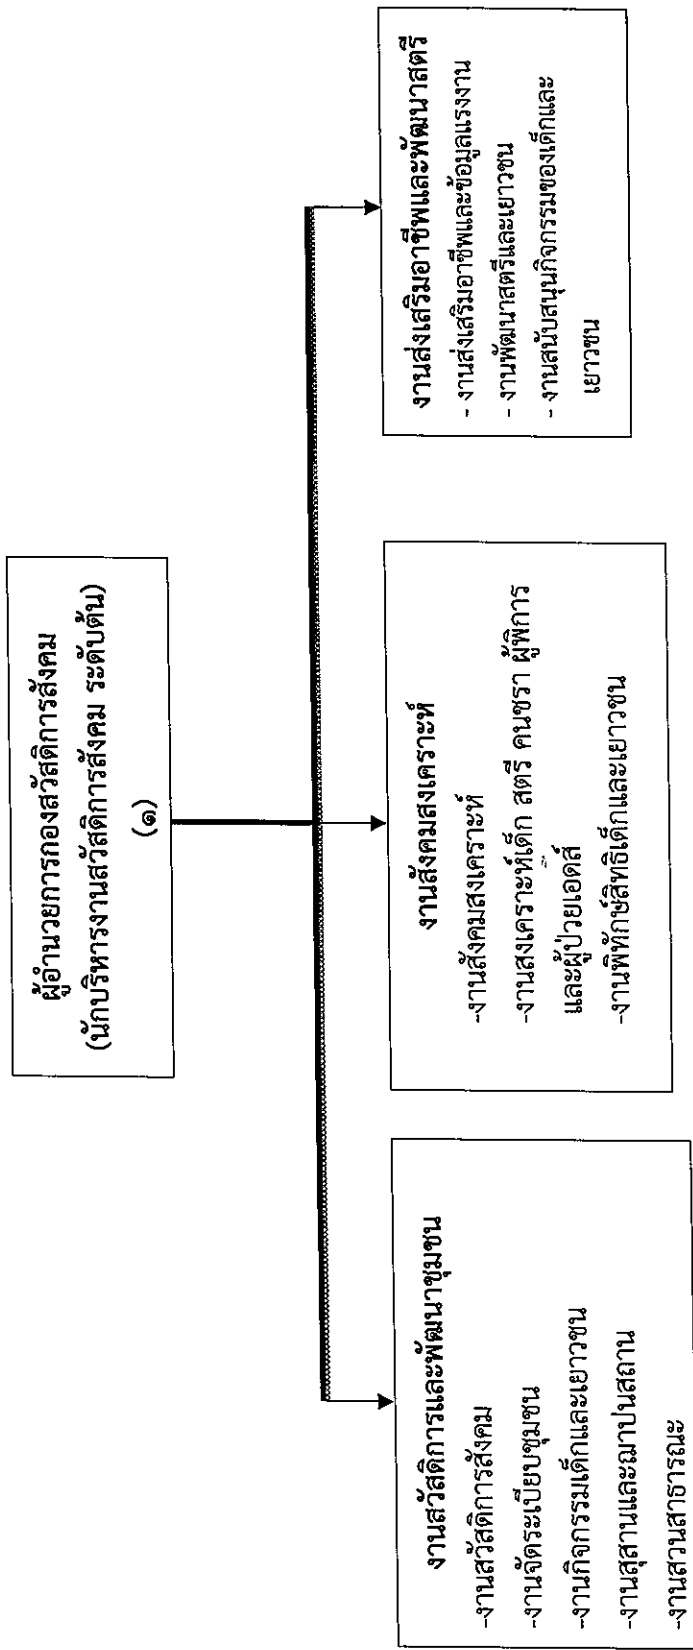 ผู้อำนวยการกองสวัสดิการสังคม
(นักบริหารงานสวัสดิการสังคม ระดับต้น)
(๑)
งานสวัสดิการและพัฒนาชุมชน
-งานสวัสดิการสังคม
-งานจัดระเบียบชุมชน
-งานกิจกรรมเด็กและเยาวชน
-งานสุสานและฌาปนสถาน
-งานสวนสาธารณะ
งานสังคมสงเคราะห์
-งานสังคมสงเคราะห์
-งานสงเคราะห์เด็ก สตรี คนชรา ผู้พิการ
และผู้ป่วยเอดส์
-งานพิทักษ์สิทธิเด็กและเยาวชน
งานส่งเสริมอาชีพและพัฒนาสตรี
- งานส่งเสริมอาชีพและข้อมูลแรงงาน
- งานพัฒนาสตรีและเยาวชน
- งานสนับสนุนกิจกรรมของเด็กและ
เยาวชน